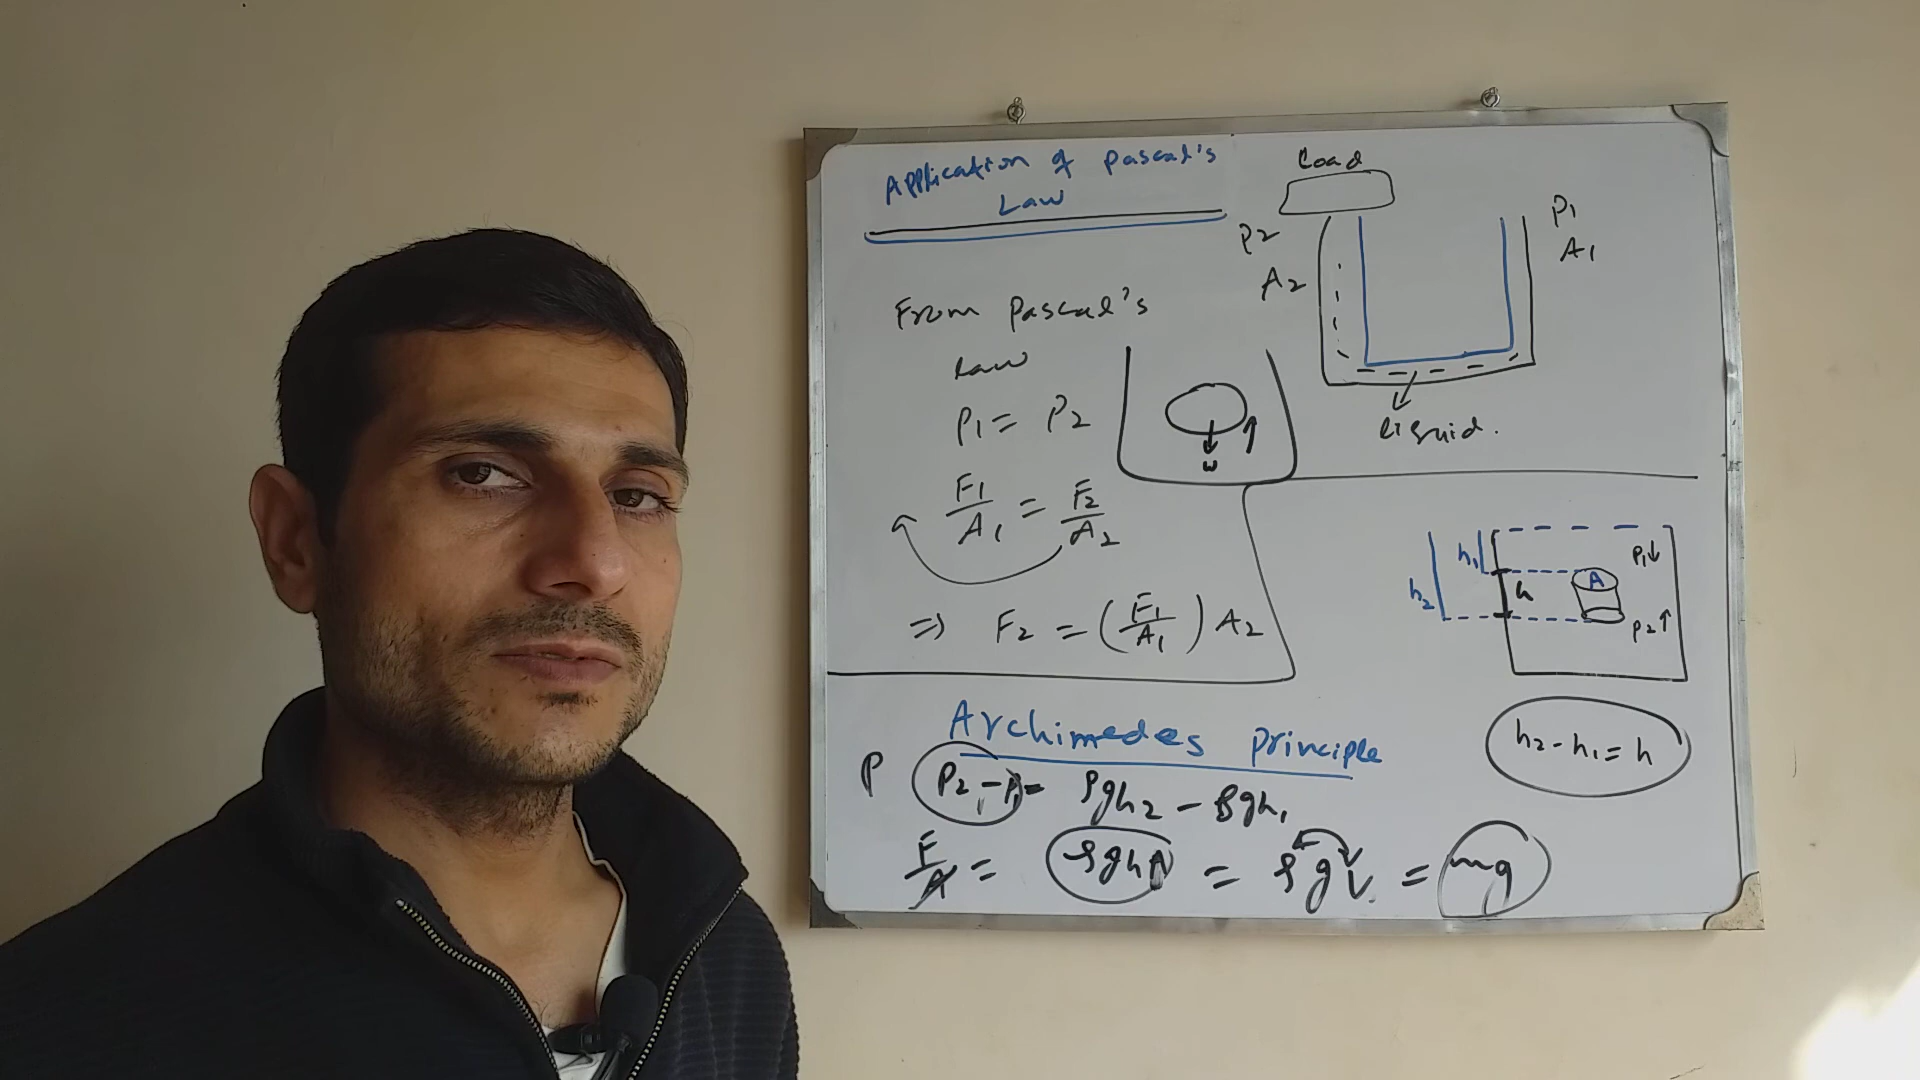 Application of Pascal's
Law
Load
P2
A2
P1
A1
liquid.
From Pascal's
Law
P1 = P2
F1/A1 = F2/A2
w
=> F2 = (F1/A1) A2
h1
h2
h
A
P1↓
P2↑
h2 - h1 = h
Archimedes principle
P P2 - P1 = ρgh2 - ρgh1
F/A = ρghA = ρgV = mg